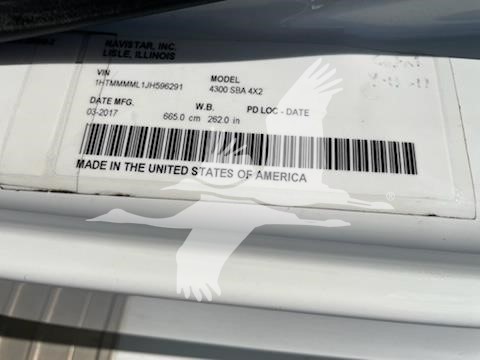 NAVISTAR, INC.
LISLE, ILLINOIS
VIN MODEL
1HTMMMML1JH596291 4300 SBA 4X2
DATE MFG. W.B. PD LOC - DATE
03-2017 665.0 cm 262.0 in
MADE IN THE UNITED STATES OF AMERICA